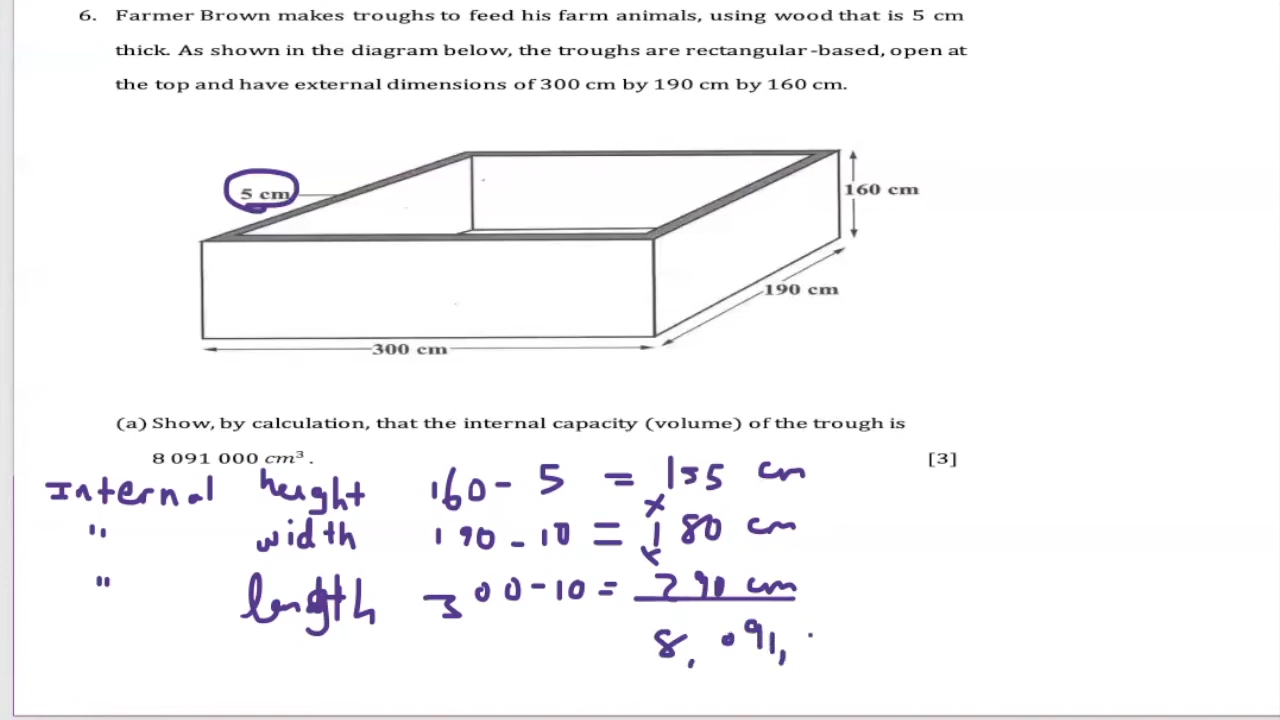 6. Farmer Brown makes troughs to feed his farm animals, using wood that is 5 cm
thick. As shown in the diagram below, the troughs are rectangular-based, open at
the top and have external dimensions of 300 cm by 190 cm by 160 cm.
5 cm
160 cm
190 cm
300 cm
(a) Show, by calculation, that the internal capacity (volume) of the trough is
8 091 000 cm³. [3]
Internal height 160 - 5 = 155 cm
×
" width 190 - 10 = 180 cm
×
" length 300 - 10 = 290 cm
8, 091,